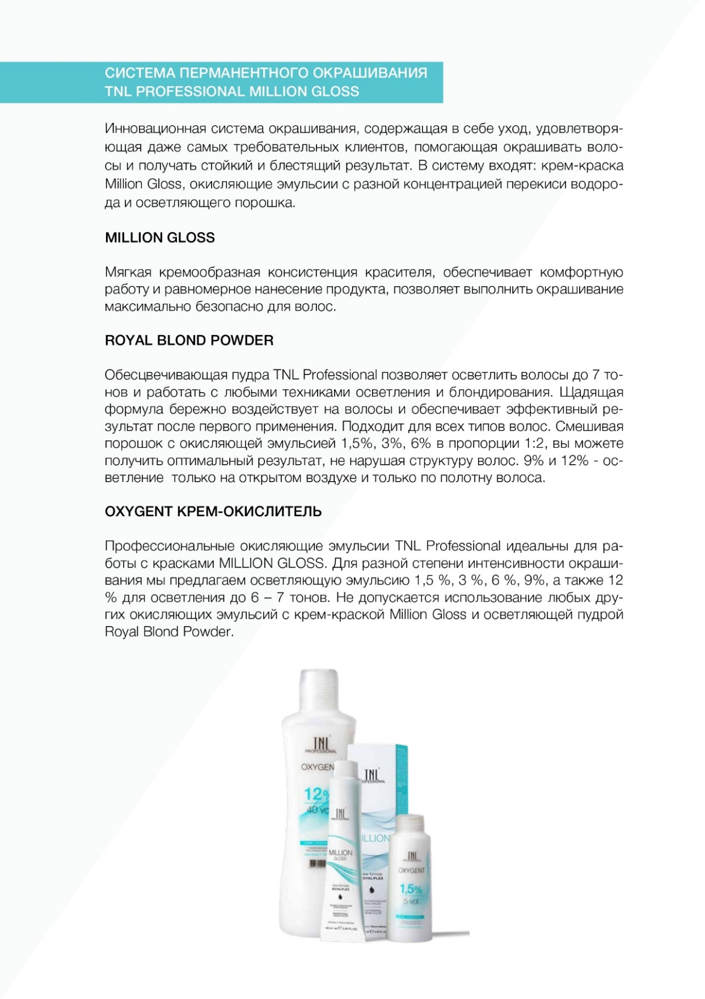 СИСТЕМА ПЕРМАНЕНТНОГО ОКРАШИВАНИЯ
TNL PROFESSIONAL MILLION GLOSS
Инновационная система окрашивания, содержащая в себе уход, удовлетворя-
ющая даже самых требовательных клиентов, помогающая окрашивать воло-
сы и получать стойкий и блестящий результат. В систему входят: крем-краска
Million Gloss, окисляющие эмульсии с разной концентрацией перекиси водоро-
да и осветляющего порошка.
MILLION GLOSS
Мягкая кремообразная консистенция красителя, обеспечивает комфортную
работу и равномерное нанесение продукта, позволяет выполнить окрашивание
максимально безопасно для волос.
ROYAL BLOND POWDER
Обесцвечивающая пудра TNL Professional позволяет осветлить волосы до 7 то-
нов и работать с любыми техниками осветления и блондирования. Щадящая
формула бережно воздействует на волосы и обеспечивает эффективный ре-
зультат после первого применения. Подходит для всех типов волос. Смешивая
порошок с окисляющей эмульсией 1,5%, 3%, 6% в пропорции 1:2, вы можете
получить оптимальный результат, не нарушая структуру волос. 9% и 12% - ос-
ветление только на открытом воздухе и только по полотну волоса.
OXYGENT КРЕМ-ОКИСЛИТЕЛЬ
Профессиональные окисляющие эмульсии TNL Professional идеальны для ра-
боты с красками MILLION GLOSS. Для разной степени интенсивности окраши-
вания мы предлагаем осветляющую эмульсию 1,5 %, 3 %, 6 %, 9%, а также 12
% для осветления до 6 – 7 тонов. Не допускается использование любых дру-
гих окисляющих эмульсий с крем-краской Million Gloss и осветляющей пудрой
Royal Blond Powder.
TNL
PROFESSIONAL
OXYGEN
12%
40 vo
TNL
PROFESSIONAL
MILLION
GLOSS
new formula
ROYALPLEX
TNL
OFESSIONAL
ILLION
new formula
OYALPLEX
TNL
PROFESSIONAL
OXYGENT
1,5%
5 vol.